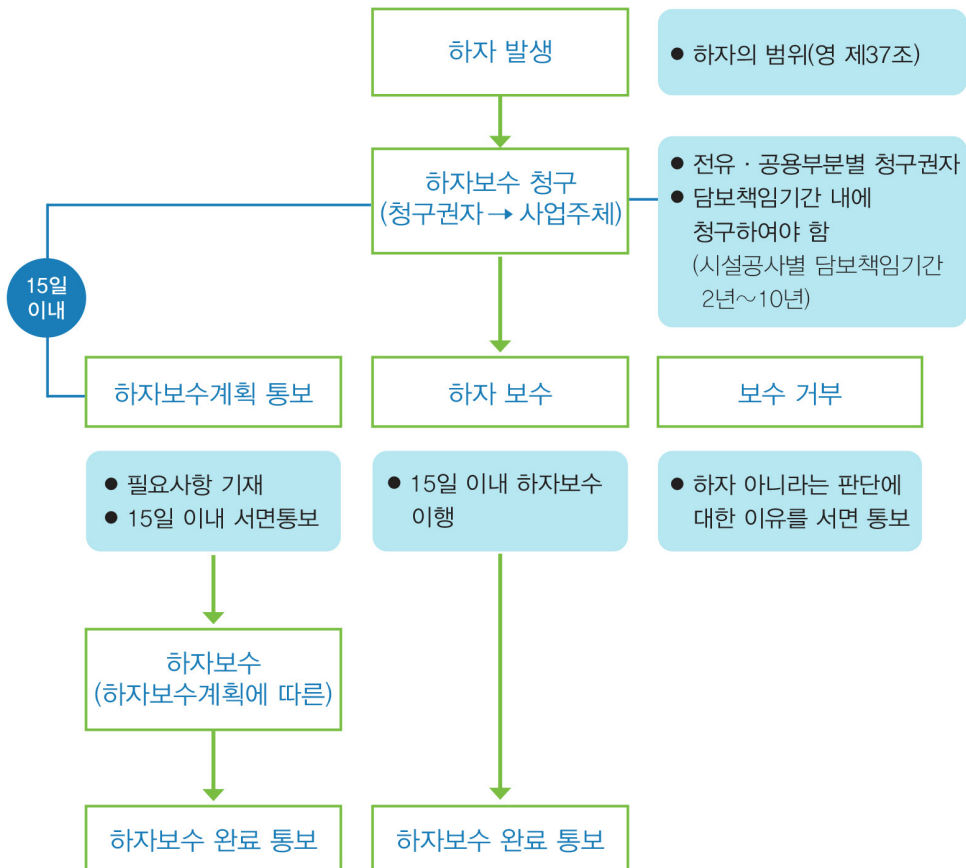 하자 발생
● 하자의 범위(영 제37조)
하자보수 청구
(청구권자 → 사업주체)
● 전유 · 공용부분별 청구권자
● 담보책임기간 내에
청구하여야 함
(시설공사별 담보책임기간
2년~10년)
15일
이내
하자보수계획 통보
하자 보수
보수 거부
● 필요사항 기재
● 15일 이내 서면통보
● 15일 이내 하자보수
이행
● 하자 아니라는 판단에
대한 이유를 서면 통보
하자보수
(하자보수계획에 따른)
하자보수 완료 통보
하자보수 완료 통보